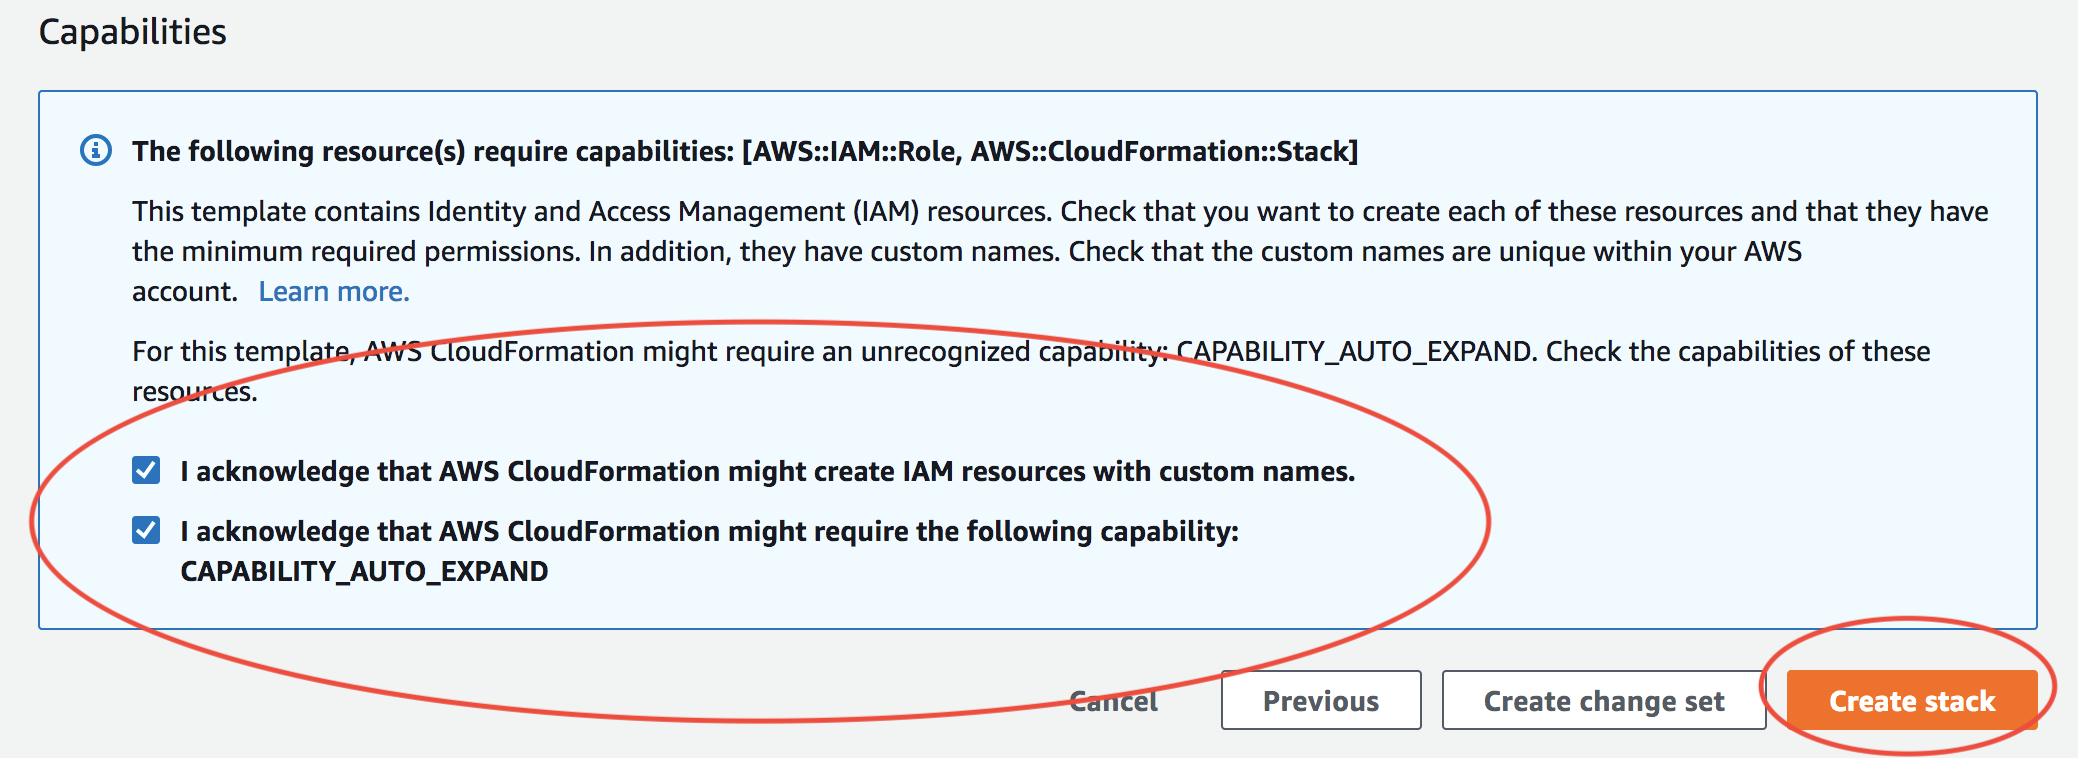 Capabilities
The following resource(s) require capabilities: [AWS::IAM::Role, AWS::CloudFormation::Stack]
This template contains Identity and Access Management (IAM) resources. Check that you want to create each of these resources and that they have
the minimum required permissions. In addition, they have custom names. Check that the custom names are unique within your AWS
account. Learn more.
For this template, AWS CloudFormation might require an unrecognized capability: CAPABILITY_AUTO_EXPAND. Check the capabilities of these
resources.
I acknowledge that AWS CloudFormation might create IAM resources with custom names.
I acknowledge that AWS CloudFormation might require the following capability:
CAPABILITY_AUTO_EXPAND
Cancel Previous Create change set Create stack